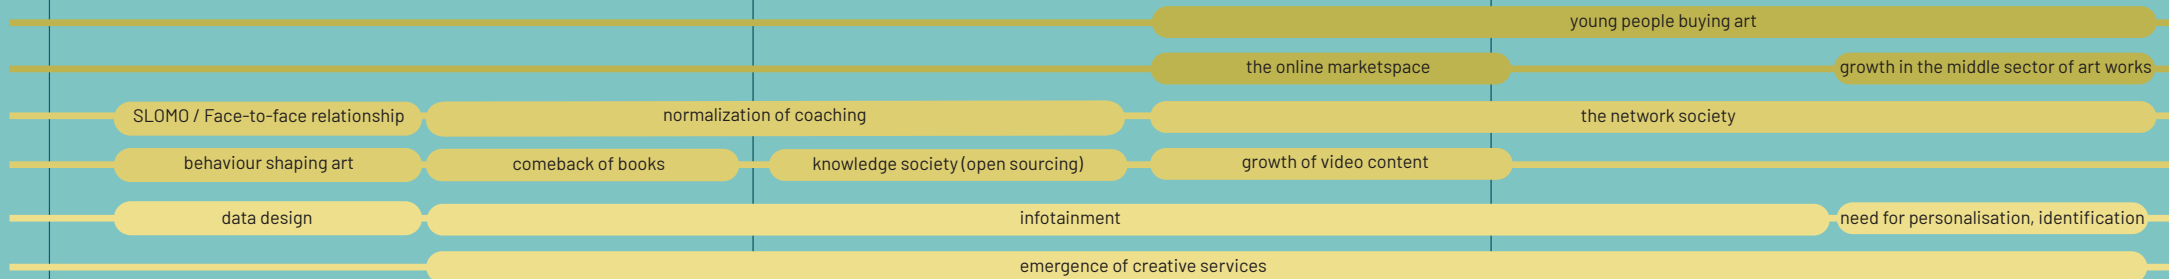 young people buying art
the online marketspace
growth in the middle sector of art works
SLOMO / Face-to-face relationship
normalization of coaching
the network society
behaviour shaping art
comeback of books
knowledge society (open sourcing)
growth of video content
data design
infotainment
need for personalisation, identification
emergence of creative services